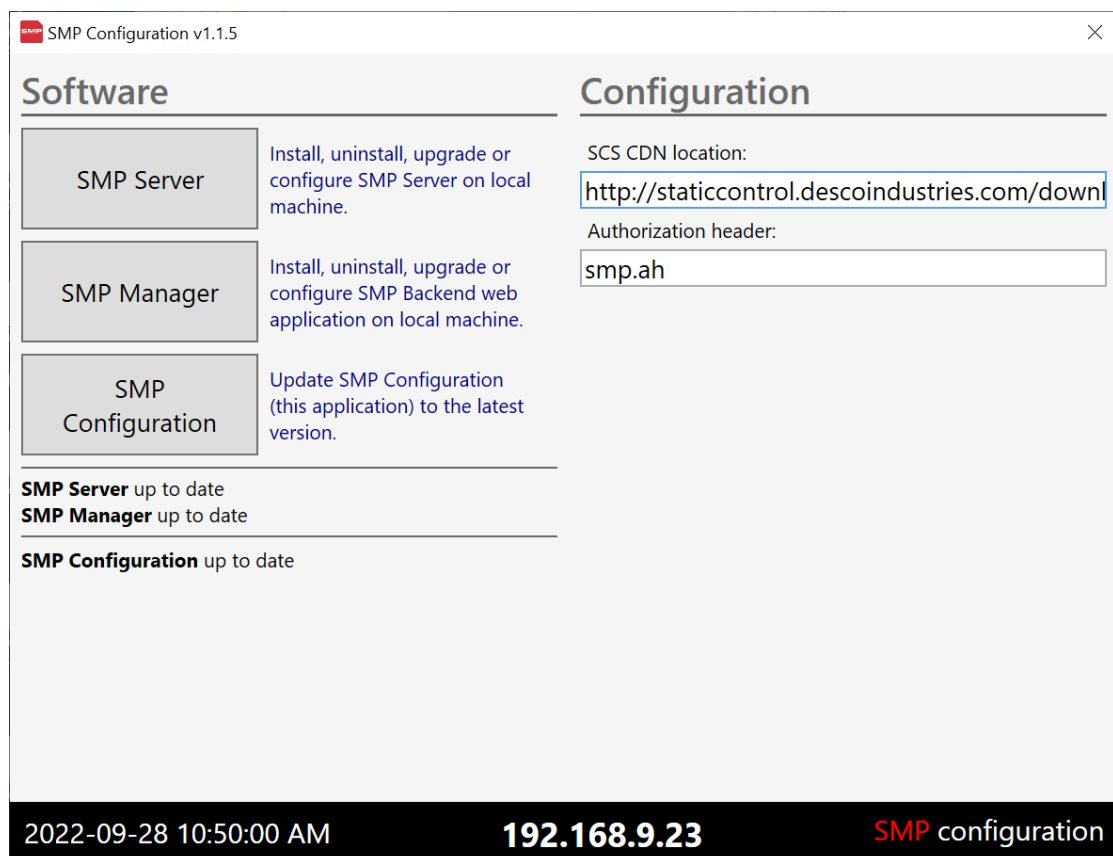 SMP SMP Configuration v1.1.5
Software
SMP Server
Install, uninstall, upgrade or
configure SMP Server on local
machine.
SMP Manager
Install, uninstall, upgrade or
configure SMP Backend web
application on local machine.
SMP
Configuration
Update SMP Configuration
(this application) to the latest
version.
SMP Server up to date
SMP Manager up to date
SMP Configuration up to date
Configuration
SCS CDN location:
http://staticcontrol.descoindustries.com/downl
Authorization header:
smp.ah
2022-09-28 10:50:00 AM
192.168.9.23
SMP configuration